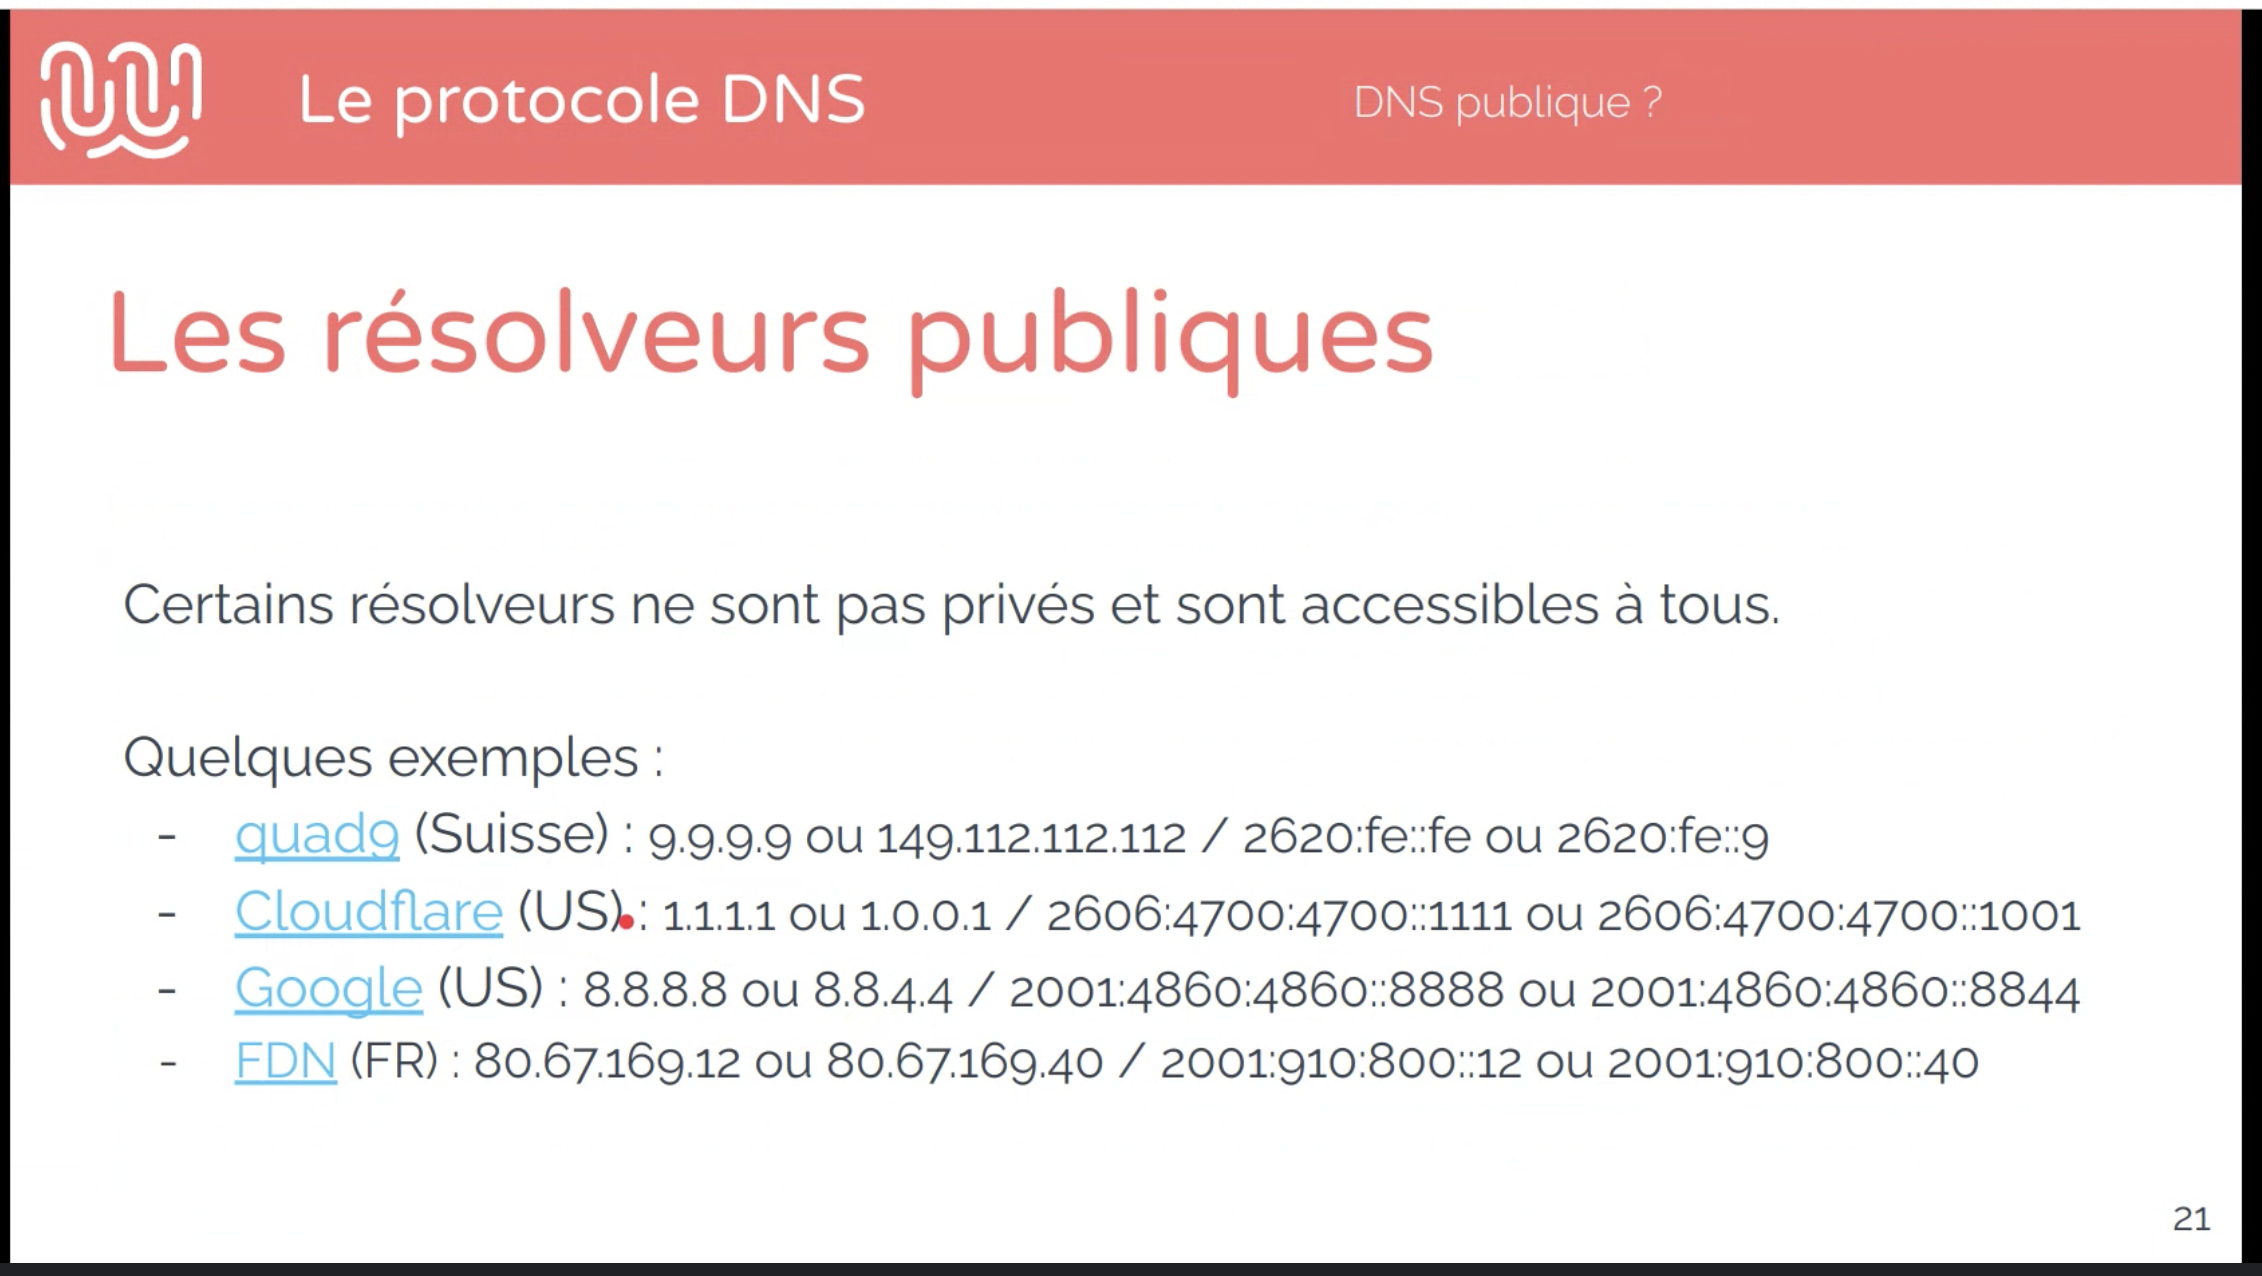 Le protocole DNS
DNS publique ?
Les résolveurs publiques
Certains résolveurs ne sont pas privés et sont accessibles à tous.
Quelques exemples :
- quad9 (Suisse) : 9.9.9.9 ou 149.112.112.112 / 2620:fe::fe ou 2620:fe::9
- Cloudflare (US) : 1.1.1.1 ou 1.0.0.1 / 2606:4700:4700::1111 ou 2606:4700:4700::1001
- Google (US) : 8.8.8.8 ou 8.8.4.4 / 2001:4860:4860::8888 ou 2001:4860:4860::8844
- FDN (FR) : 80.67.169.12 ou 80.67.169.40 / 2001:910:800::12 ou 2001:910:800::40
21